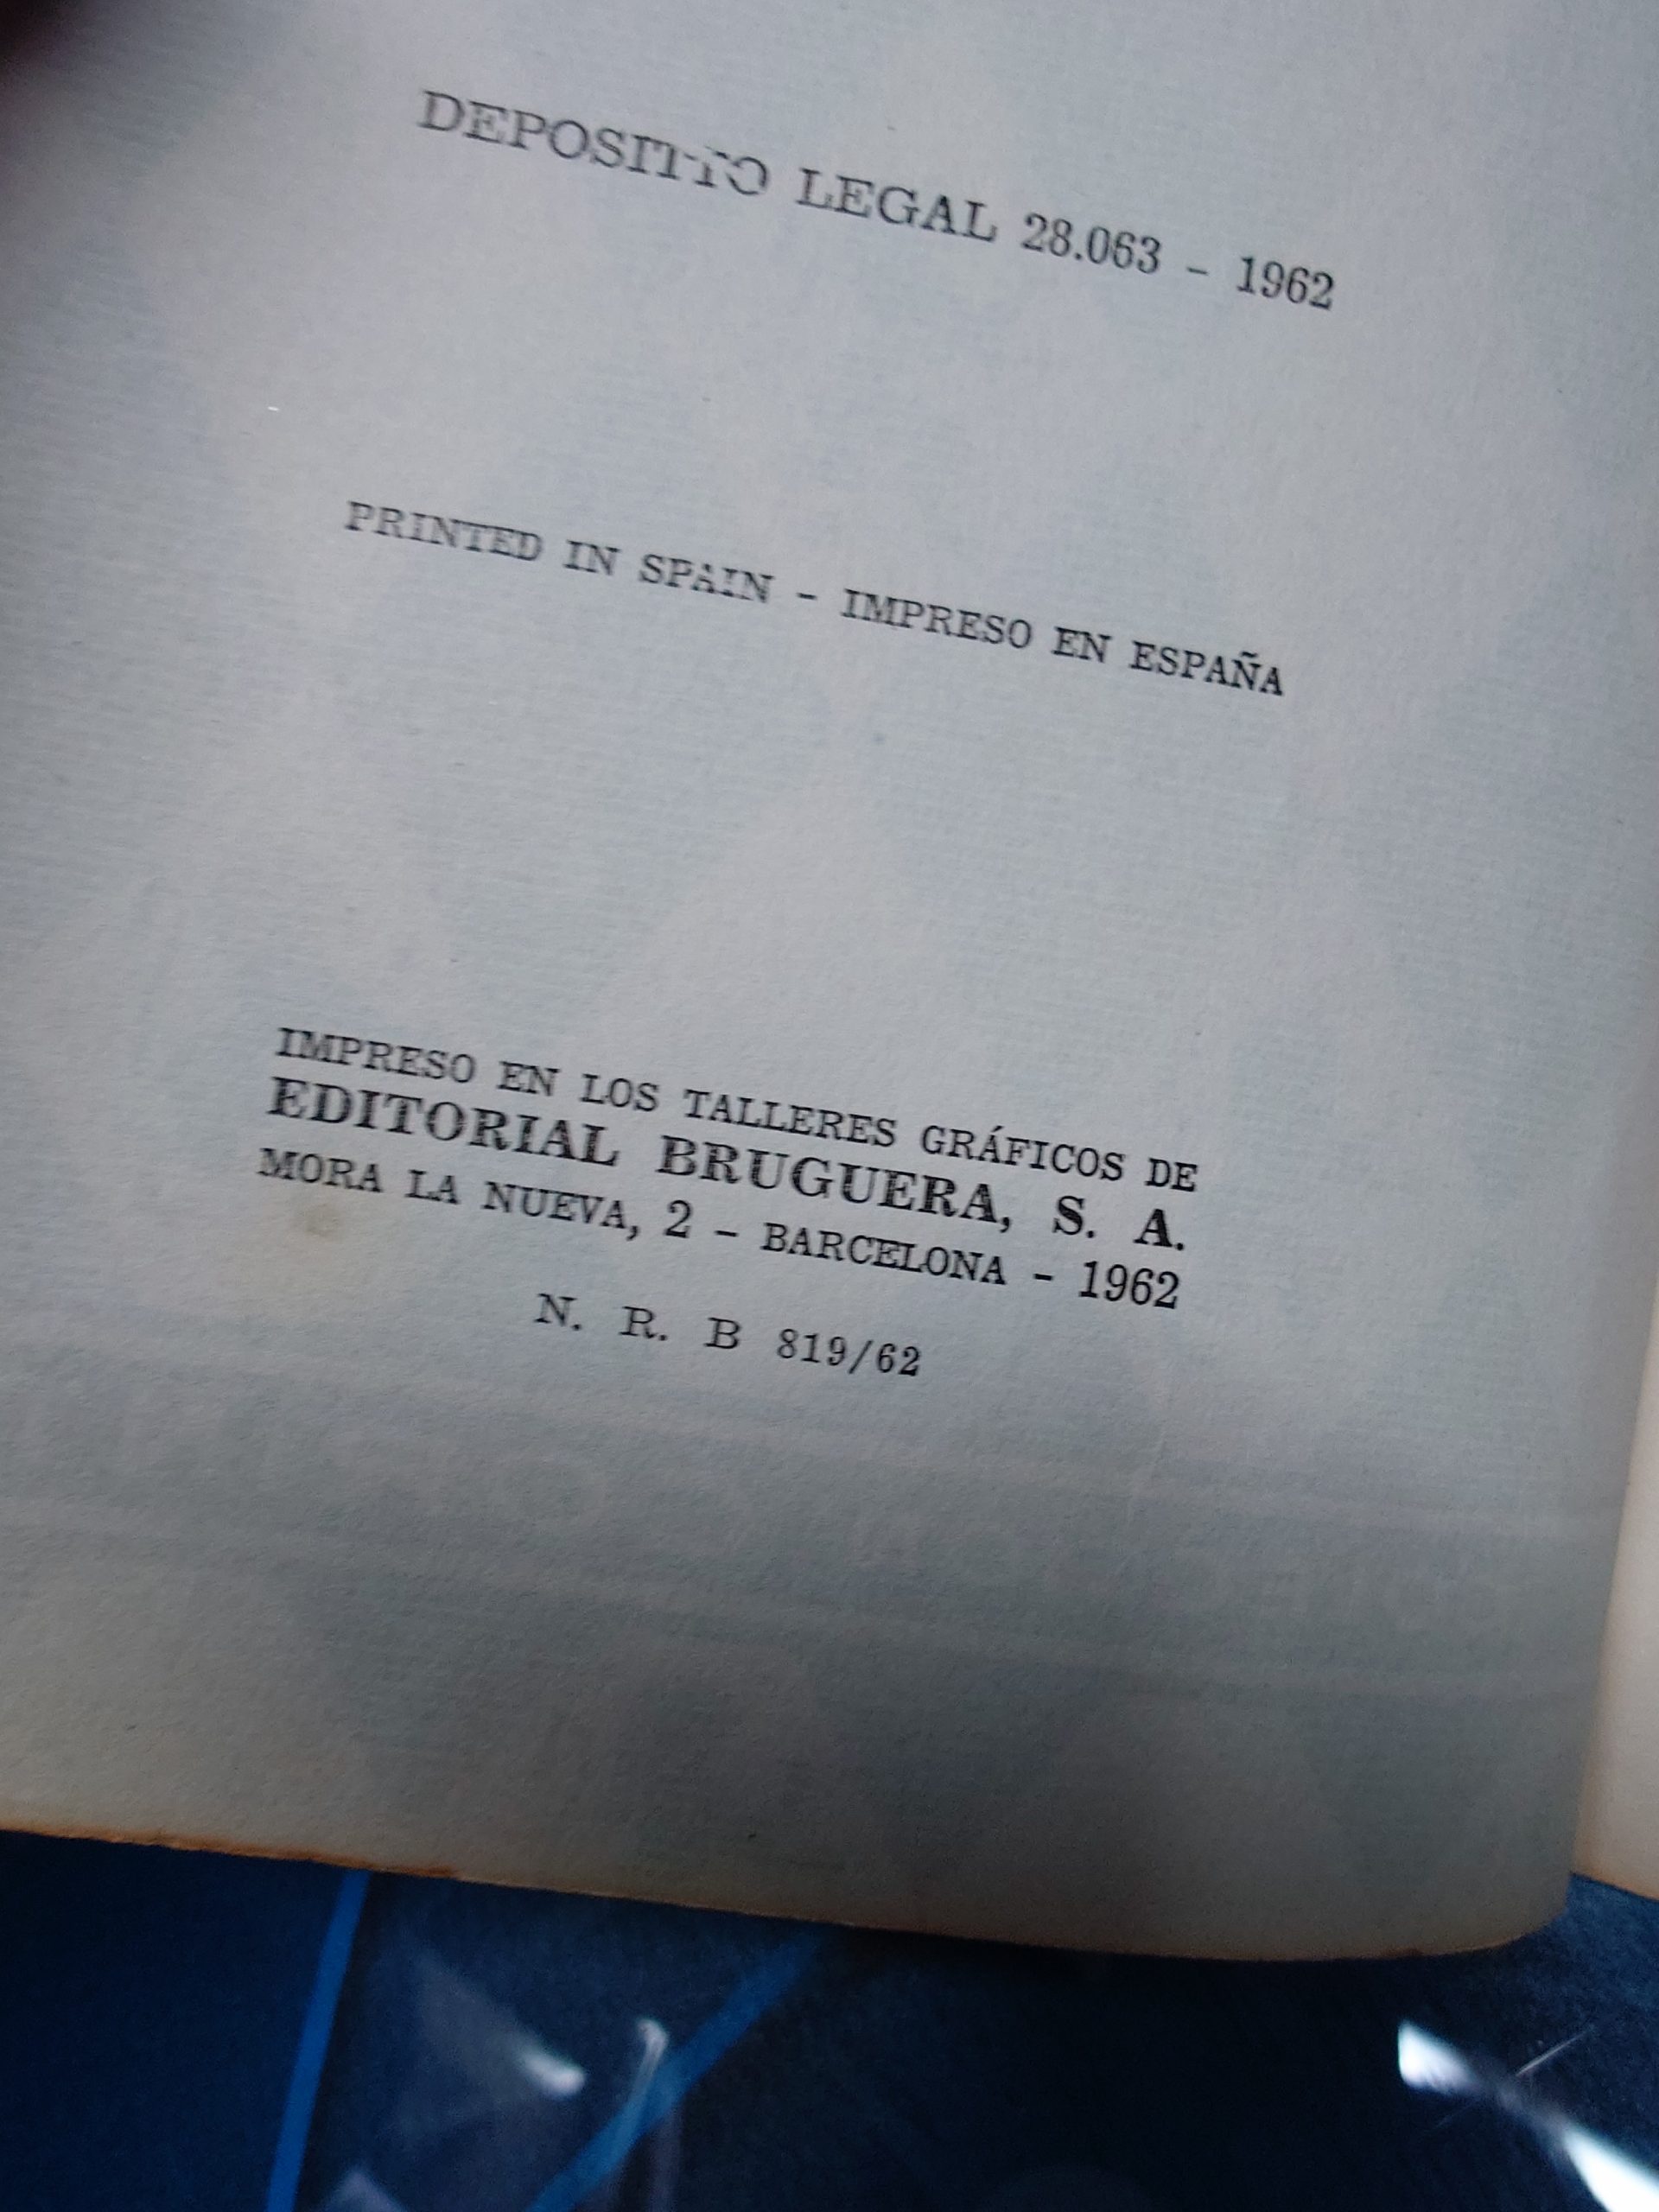 DEPOSITTO LEGAL 28.063 - 1962
PRINTED IN SPAIN - IMPRESO EN ESPAÑA
IMPRESO EN LOS TALLERES GRÁFICOS DE
EDITORIAL BRUGUERA, S. A.
MORA LA NUEVA, 2 - BARCELONA - 1962
N. R. B 819/62